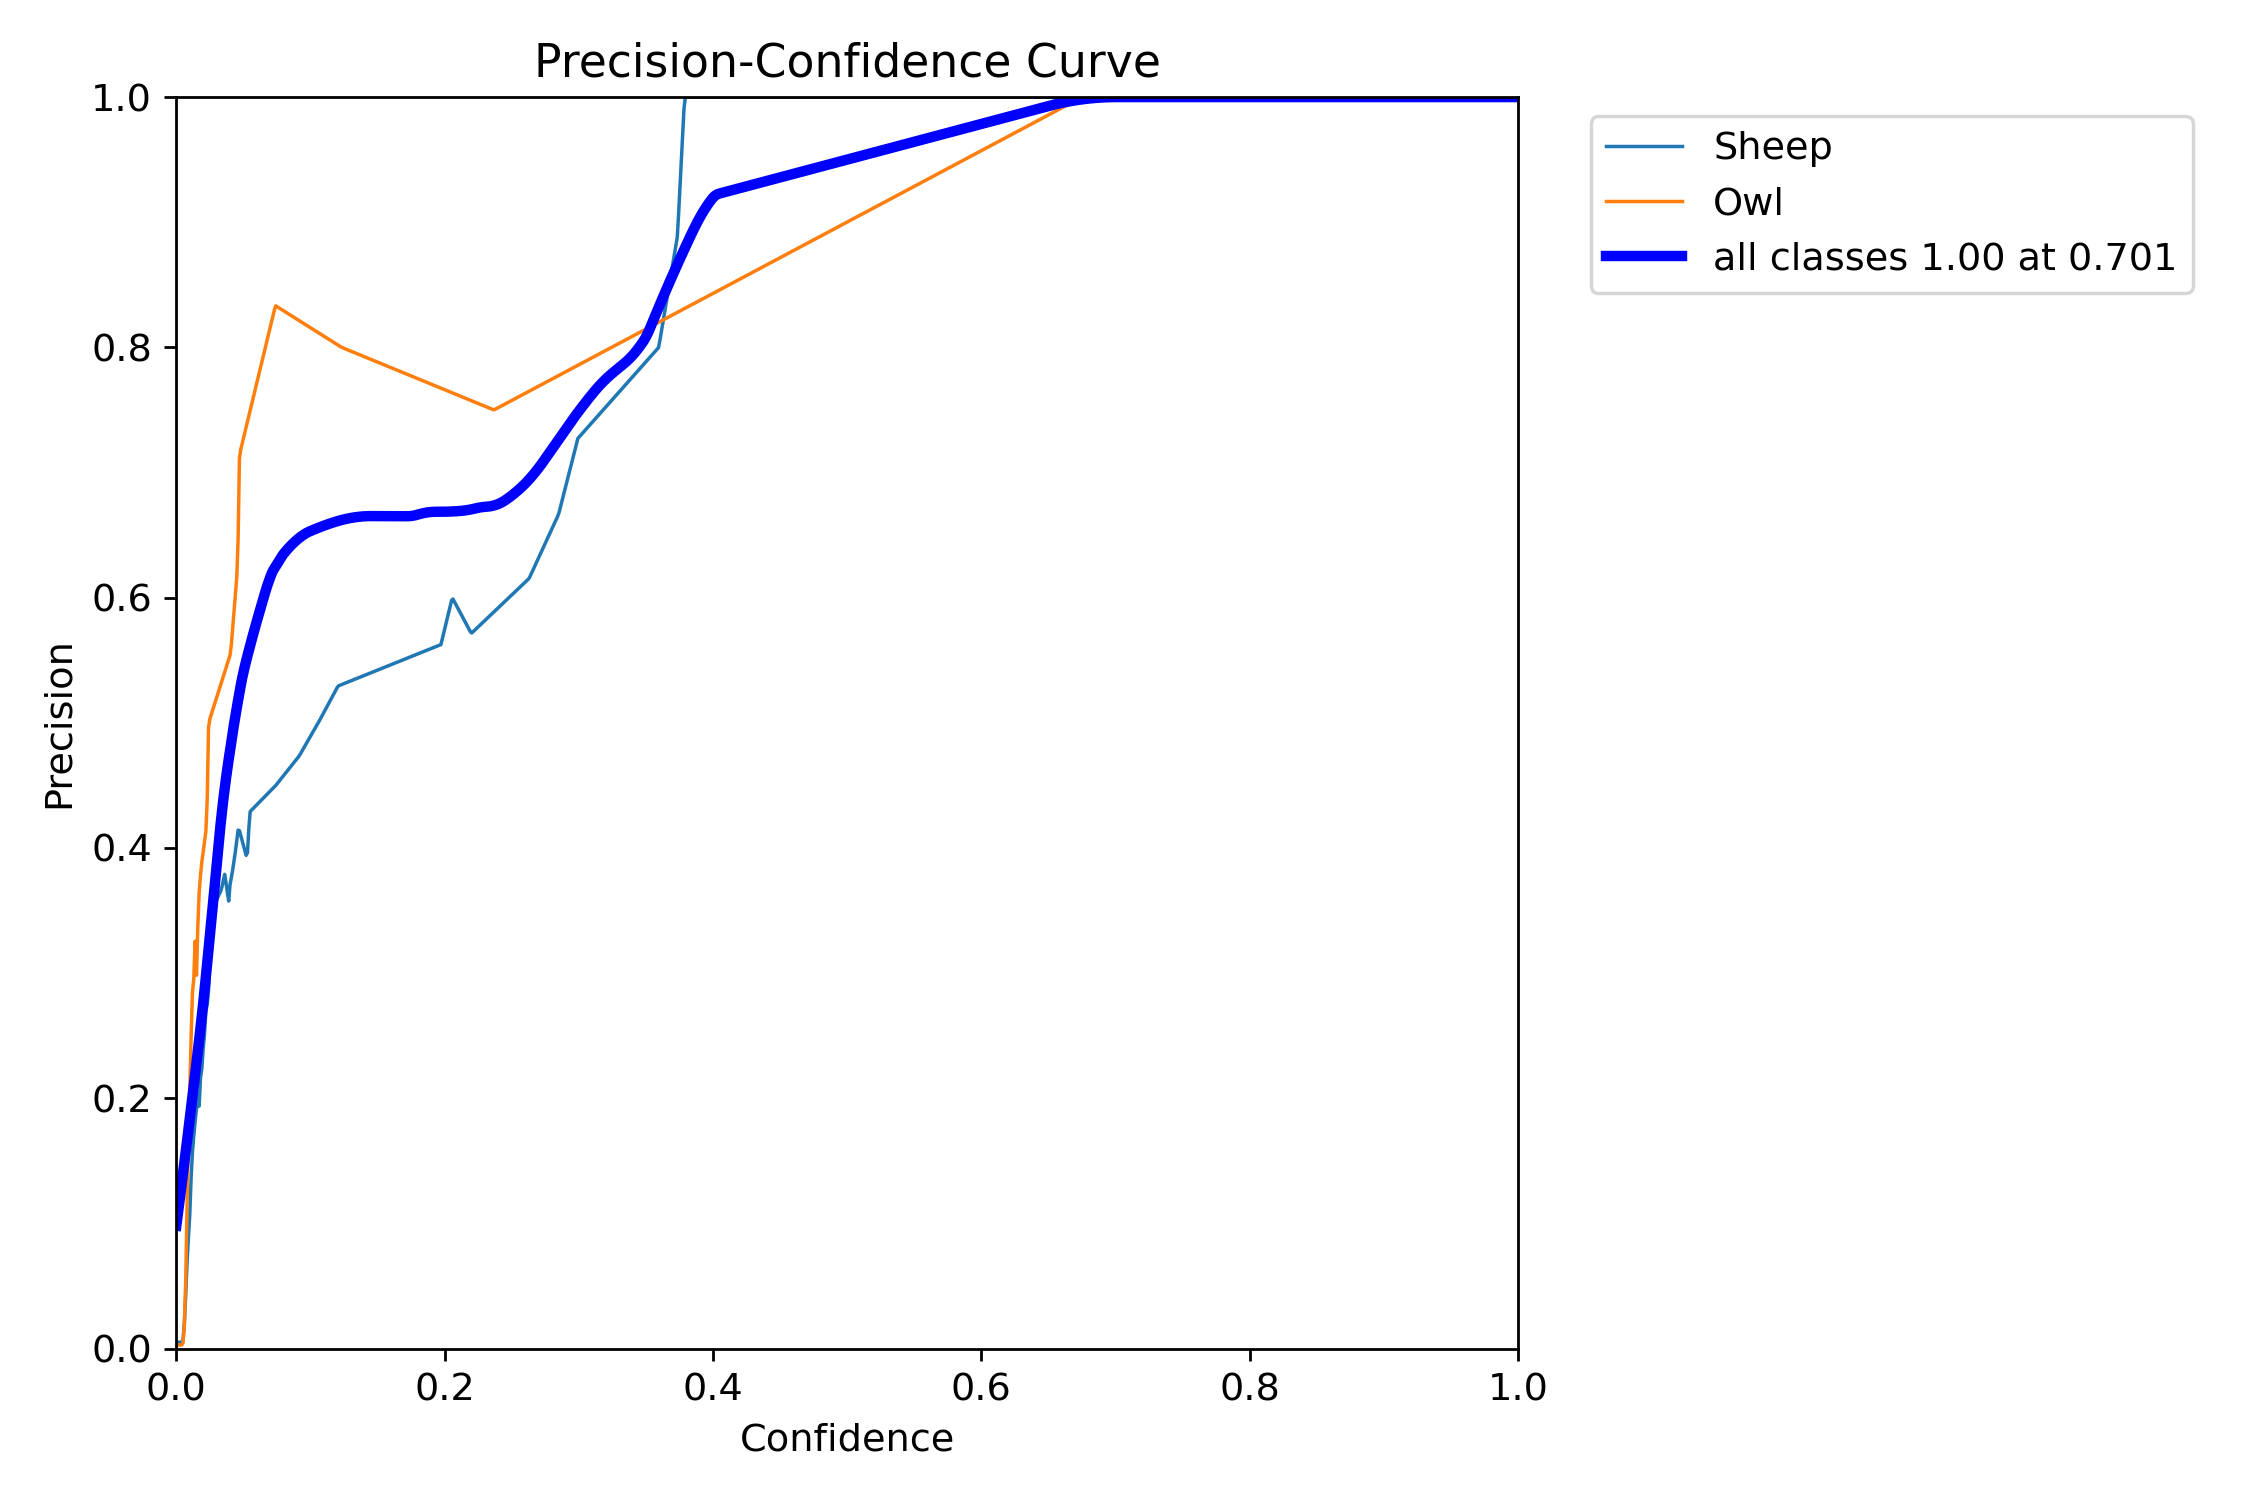 Precision-Confidence Curve
1.0
0.8
0.6
0.4
0.2
0.0
Precision
0.0 0.2 0.4 0.6 0.8 1.0
Confidence
Sheep
Owl
all classes 1.00 at 0.701